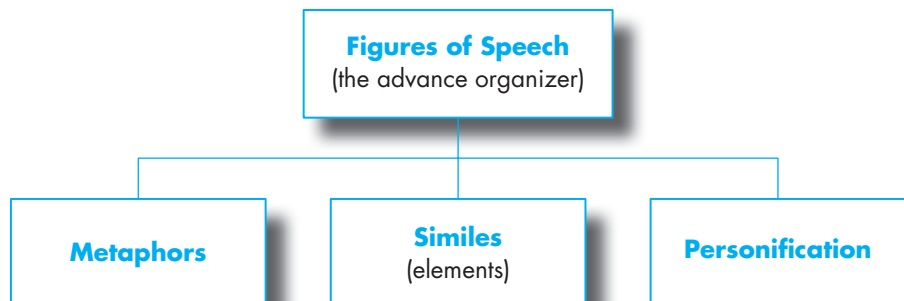 Figures of Speech
(the advance organizer)
Metaphors
Similes
(elements)
Personification